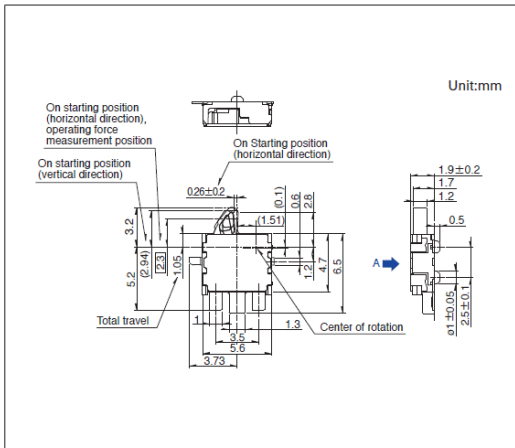 Unit:mm
On starting position
(horizontal direction),
operating force
measurement position
On Starting position
(horizontal direction)
On starting position
(vertical direction)
0.26±0.2
(0.1)
0.6
2.8
(1.51)
3.2
(2.94)
2.3
1.05
5.2
1.2
4.7
6.5
Total travel
1
1.3
Center of rotation
3.5
5.6
3.73
1.9±0.2
1.7
1.2
0.5
A
ø1±0.05
2.5±0.1